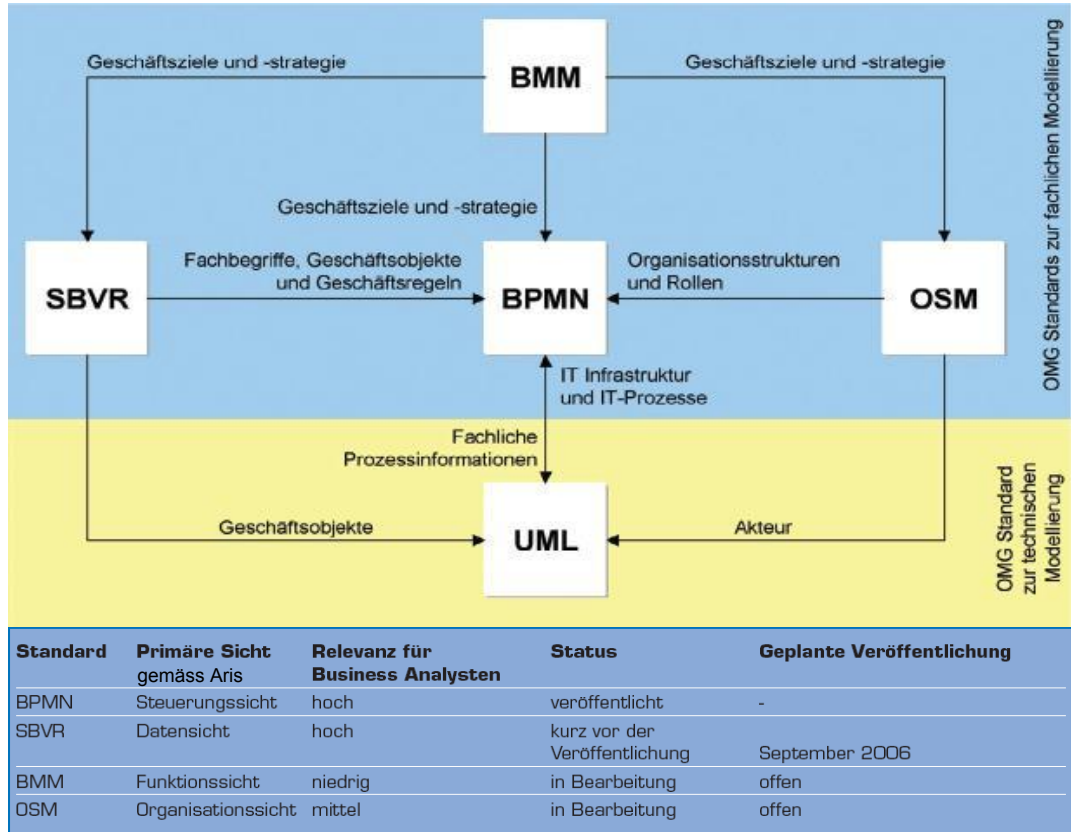 Geschäftsziele und -strategie
BMM
Geschäftsziele und -strategie
Geschäftsziele und -strategie
SBVR
Fachbegriffe, Geschäftsobjekte
und Geschäftsregeln
BPMN
Organisationsstrukturen
und Rollen
OSM
OMG Standards zur fachlichen Modellierung
IT Infrastruktur
und IT-Prozesse
Fachliche
Prozessinformationen
Geschäftsobjekte
UML
Akteur
OMG Standard
zur technischen
Modellierung
Standard Primäre Sicht Relevanz für Status Geplante Veröffentlichung
gemäss Aris Business Analysten
BPMN Steuerungssicht hoch veröffentlicht -
SBVR Datensicht hoch kurz vor der
Veröffentlichung September 2006
BMM Funktionssicht niedrig in Bearbeitung offen
OSM Organisationssicht mittel in Bearbeitung offen